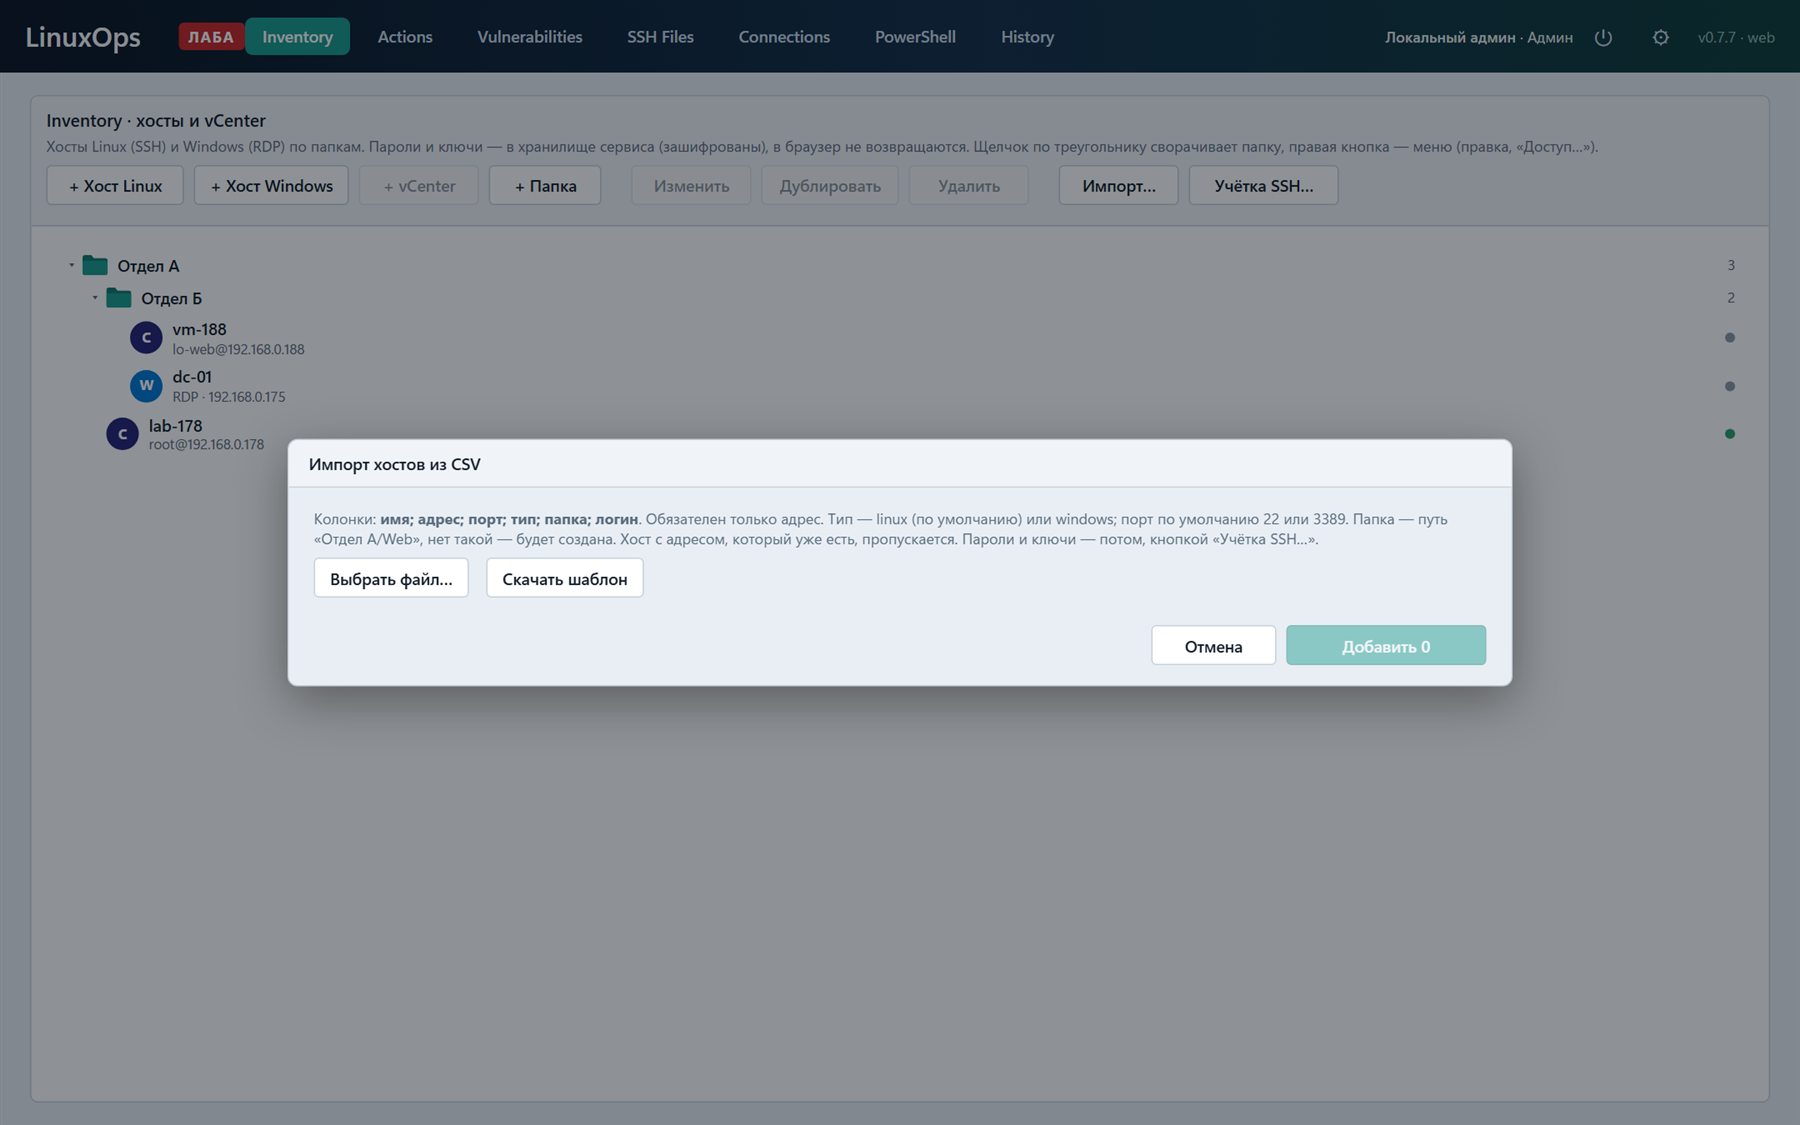 LinuxOps ЛАБА Inventory Actions Vulnerabilities SSH Files Connections PowerShell History Локальный админ · Админ v0.7.7 · web
Inventory · хосты и vCenter
Хосты Linux (SSH) и Windows (RDP) по папкам. Пароли и ключи — в хранилище сервиса (зашифрованы), в браузер не возвращаются. Щелчок по треугольнику сворачивает папку, правая кнопка — меню (правка, «Доступ...»).
+ Хост Linux + Хост Windows + vCenter + Папка Изменить Дублировать Удалить Импорт... Учётка SSH...
Отдел А 3
Отдел Б 2
C vm-188
lo-web@192.168.0.188
W dc-01
RDP · 192.168.0.175
C lab-178
root@192.168.0.178
Импорт хостов из CSV
Колонки: имя; адрес; порт; тип; папка; логин. Обязателен только адрес. Тип — linux (по умолчанию) или windows; порт по умолчанию 22 или 3389. Папка — путь
«Отдел А/Web», нет такой — будет создана. Хост с адресом, который уже есть, пропускается. Пароли и ключи — потом, кнопкой «Учётка SSH...».
Выбрать файл... Скачать шаблон
Отмена Добавить 0